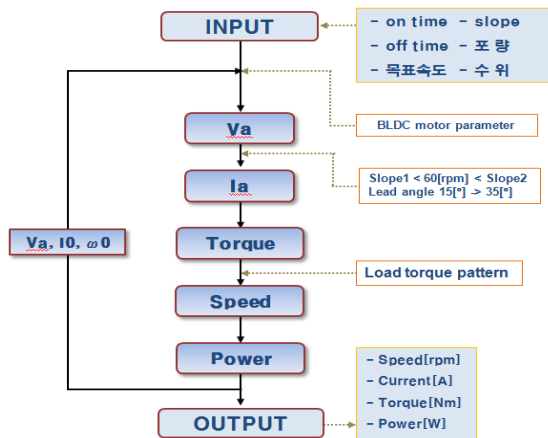 INPUT
- on time - slope
- off time - 포 량
- 목표속도 - 수 위
BLDC motor parameter
Va
Slope1 < 60[rpm] < Slope2
Lead angle 15[°] -> 35[°]
Ia
Va, I0, ω0
Torque
Load torque pattern
Speed
Power
- Speed[rpm]
- Current[A]
- Torque[Nm]
- Power[W]
OUTPUT